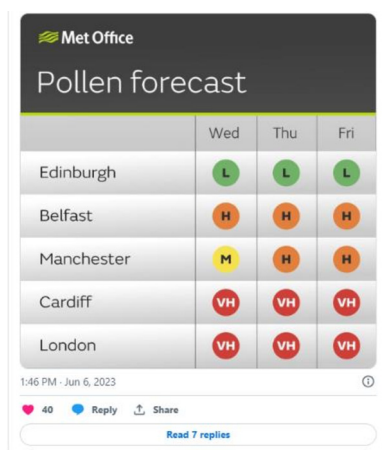 Met Office
Pollen forecast
Wed Thu Fri
Edinburgh L L L
Belfast H H H
Manchester M H H
Cardiff VH VH VH
London VH VH VH
1:46 PM · Jun 6, 2023
40 Reply Share
Read 7 replies